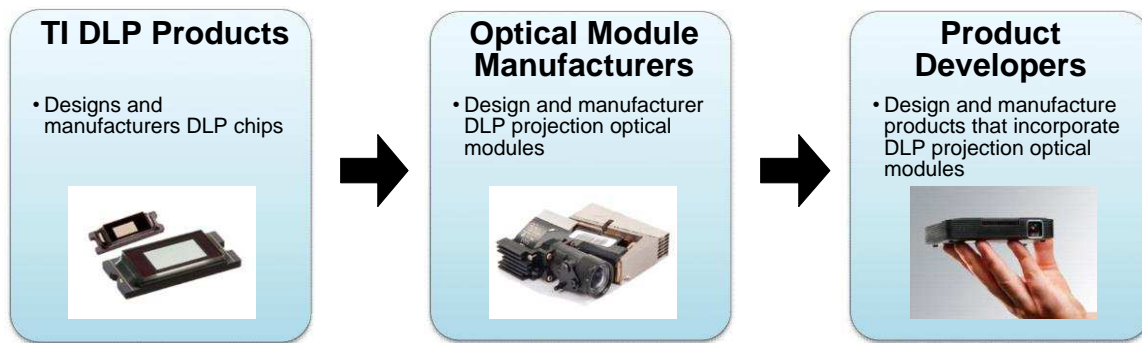 TI DLP Products
• Designs and
manufacturers DLP chips
Optical Module
Manufacturers
• Design and manufacturer
DLP projection optical
modules
Product
Developers
• Design and manufacture
products that incorporate
DLP projection optical
modules